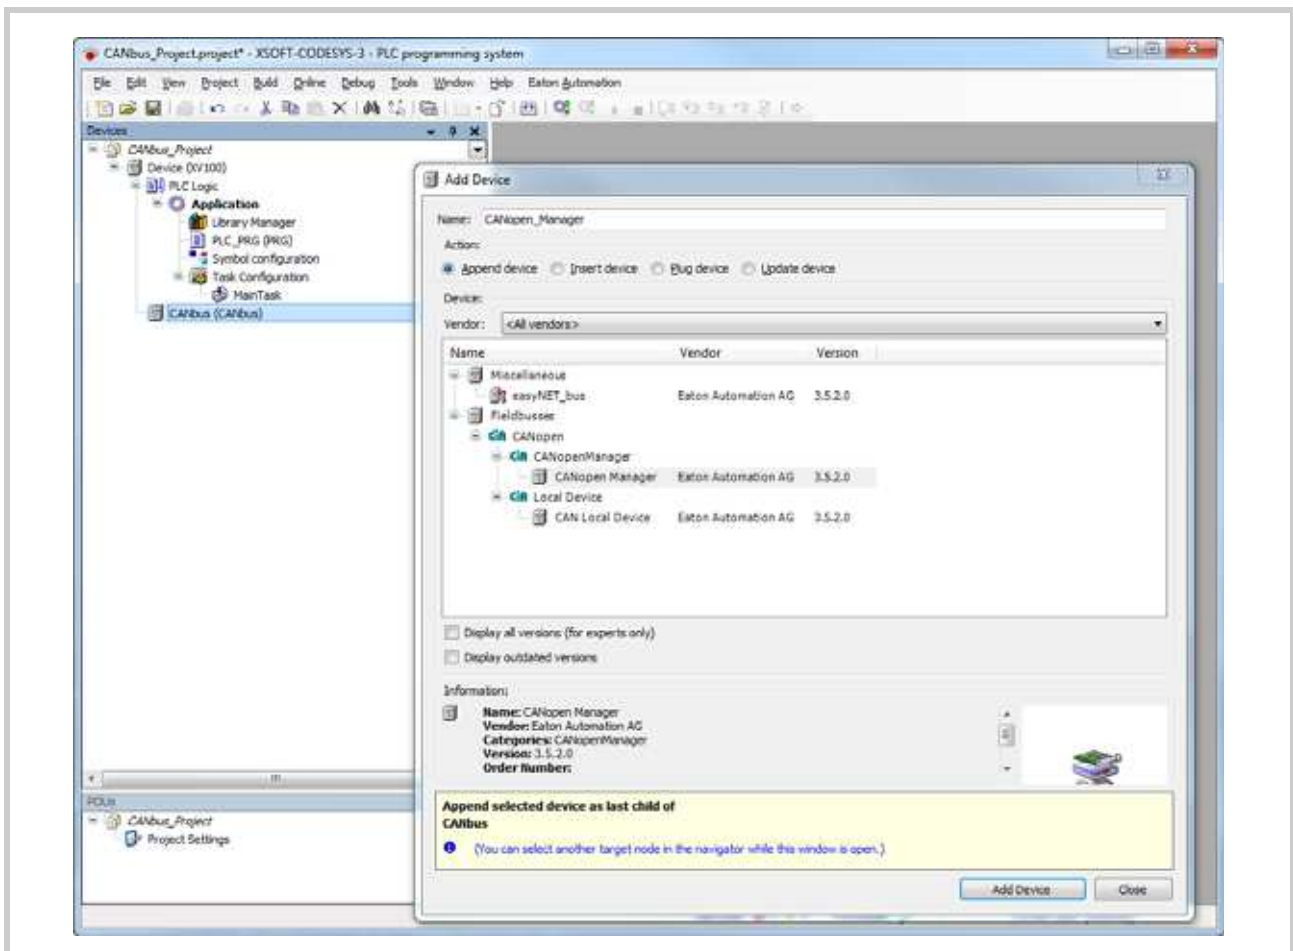 CANbus_Project.project* - XSOFT-CODESYS-3 - PLC programming system
File Edit View Project Build Online Debug Tools Window Help Eaton Automation
Devices
CANbus_Project
Device (XV100)
PLC Logic
Application
Library Manager
PLC_PRG (PRG)
Symbol configuration
Task Configuration
MainTask
CANbus (CANbus)
POUs
CANbus_Project
Project Settings
Add Device
Name: CANopen_Manager
Action:
Append device Insert device Plug device Update device
Device:
Vendor: <All vendors>
Name Vendor Version
Miscellaneous
easyNET_bus Eaton Automation AG 3.5.2.0
Fieldbusses
CiA CANopen
CiA CANopenManager
CANopen Manager Eaton Automation AG 3.5.2.0
CiA Local Device
CAN Local Device Eaton Automation AG 3.5.2.0
Display all versions (for experts only)
Display outdated versions
Information:
Name: CANopen Manager
Vendor: Eaton Automation AG
Categories: CANopenManager
Version: 3.5.2.0
Order Number:
Append selected device as last child of
CANbus
(You can select another target node in the navigator while this window is open.)
Add Device Close